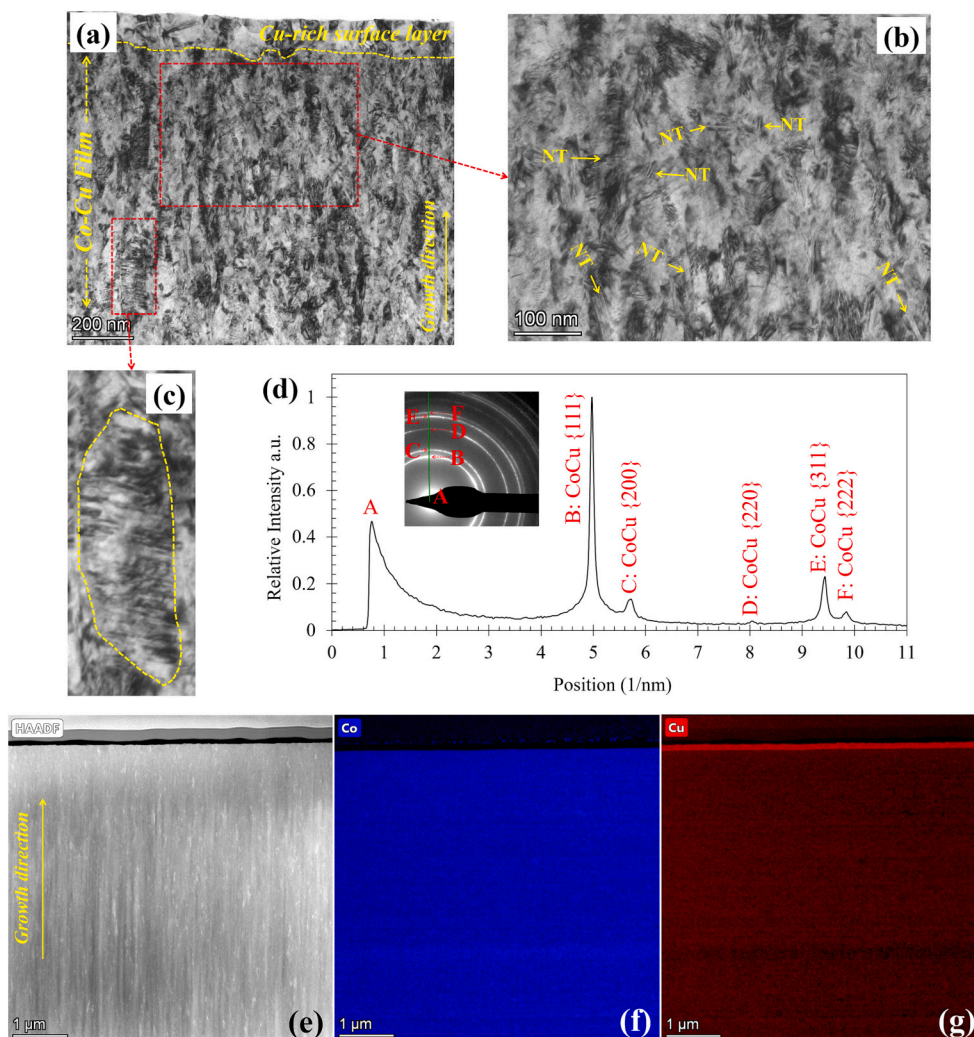 (a)
Cu-rich surface layer
Co-Cu Film
Growth direction
200 nm
(b)
NT
NT
NT
NT
NT
NT
NT
100 nm
(c)
(d)
Relative Intensity a.u.
1
0.8
0.6
0.4
0.2
0
0 1 2 3 4 5 6 7 8 9 10 11
Position (1/nm)
A
B: CoCu {111}
C: CoCu {200}
D: CoCu {220}
E: CoCu {311}
F: CoCu {222}
E F
D
C B
A
HAADF
Growth direction
1 μm
(e)
Co
1 μm
(f)
Cu
1 μm
(g)